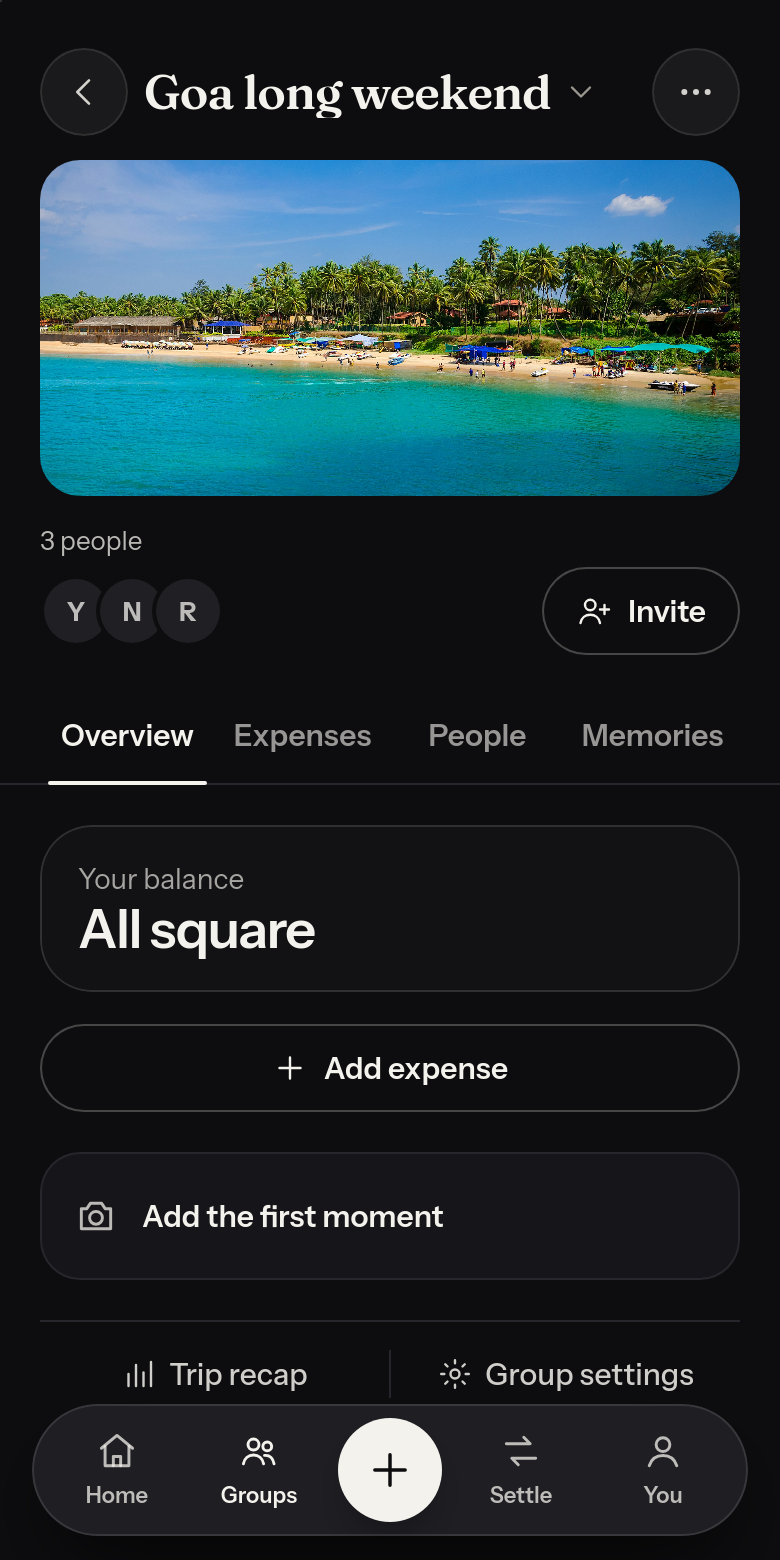 Goa long weekend
3 people
Y N R
Invite
Overview Expenses People Memories
Your balance
All square
Add expense
Add the first moment
Trip recap Group settings
Home Groups Settle You